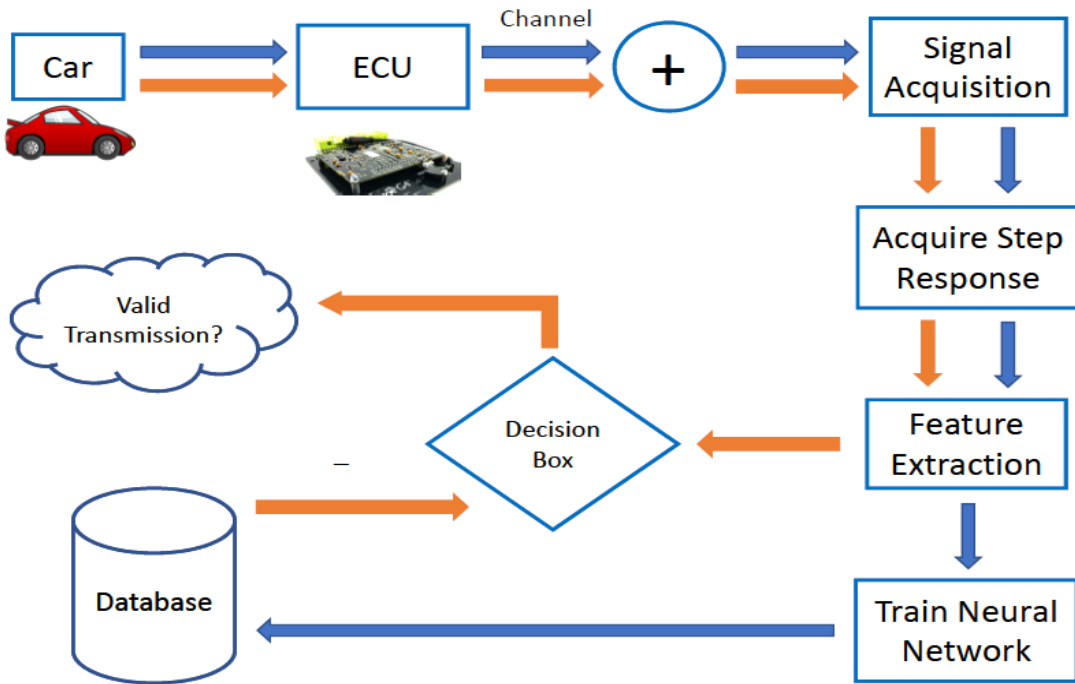 Channel
Car
ECU
+
Signal
Acquisition
Acquire Step
Response
Valid
Transmission?
Decision
Box
Feature
Extraction
–
Database
Train Neural
Network